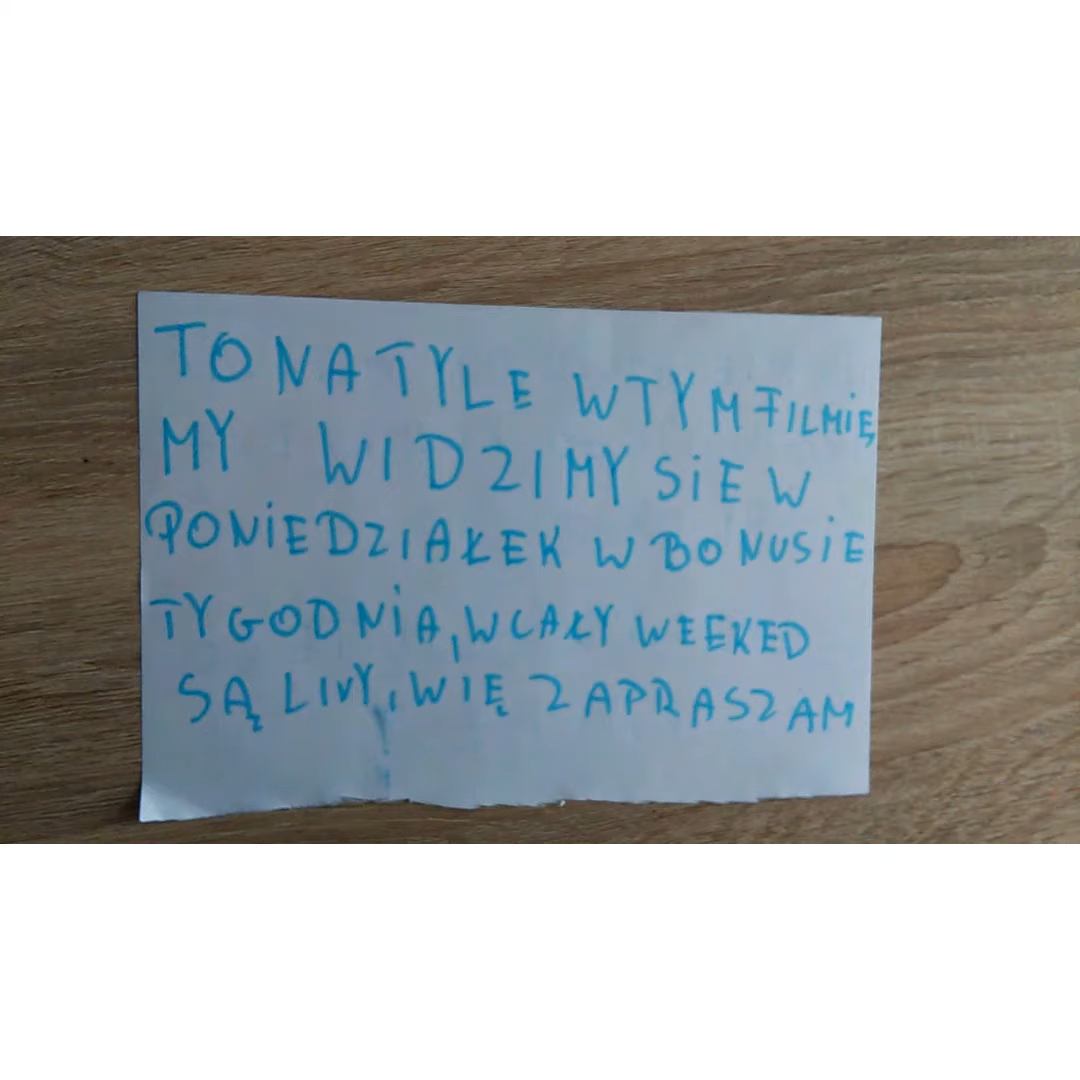 TO NA TYLE W TYM FILMIE,
MY WIDZIMY SiE W
PONiEDZIAŁEK W BONUSiE
TYGODNiA, W CAŁY WEEKED
SĄ LIVY, WIĘ ZAPRASZAM